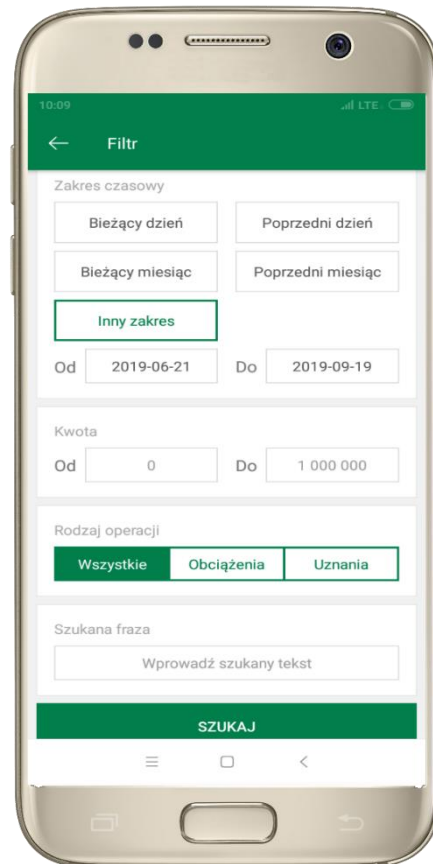 10:09 LTE
Filtr
Zakres czasowy
Bieżący dzień Poprzedni dzień
Bieżący miesiąc Poprzedni miesiąc
Inny zakres
Od 2019-06-21 Do 2019-09-19
Kwota
Od 0 Do 1 000 000
Rodzaj operacji
Wszystkie Obciążenia Uznania
Szukana fraza
Wprowadź szukany tekst
SZUKAJ